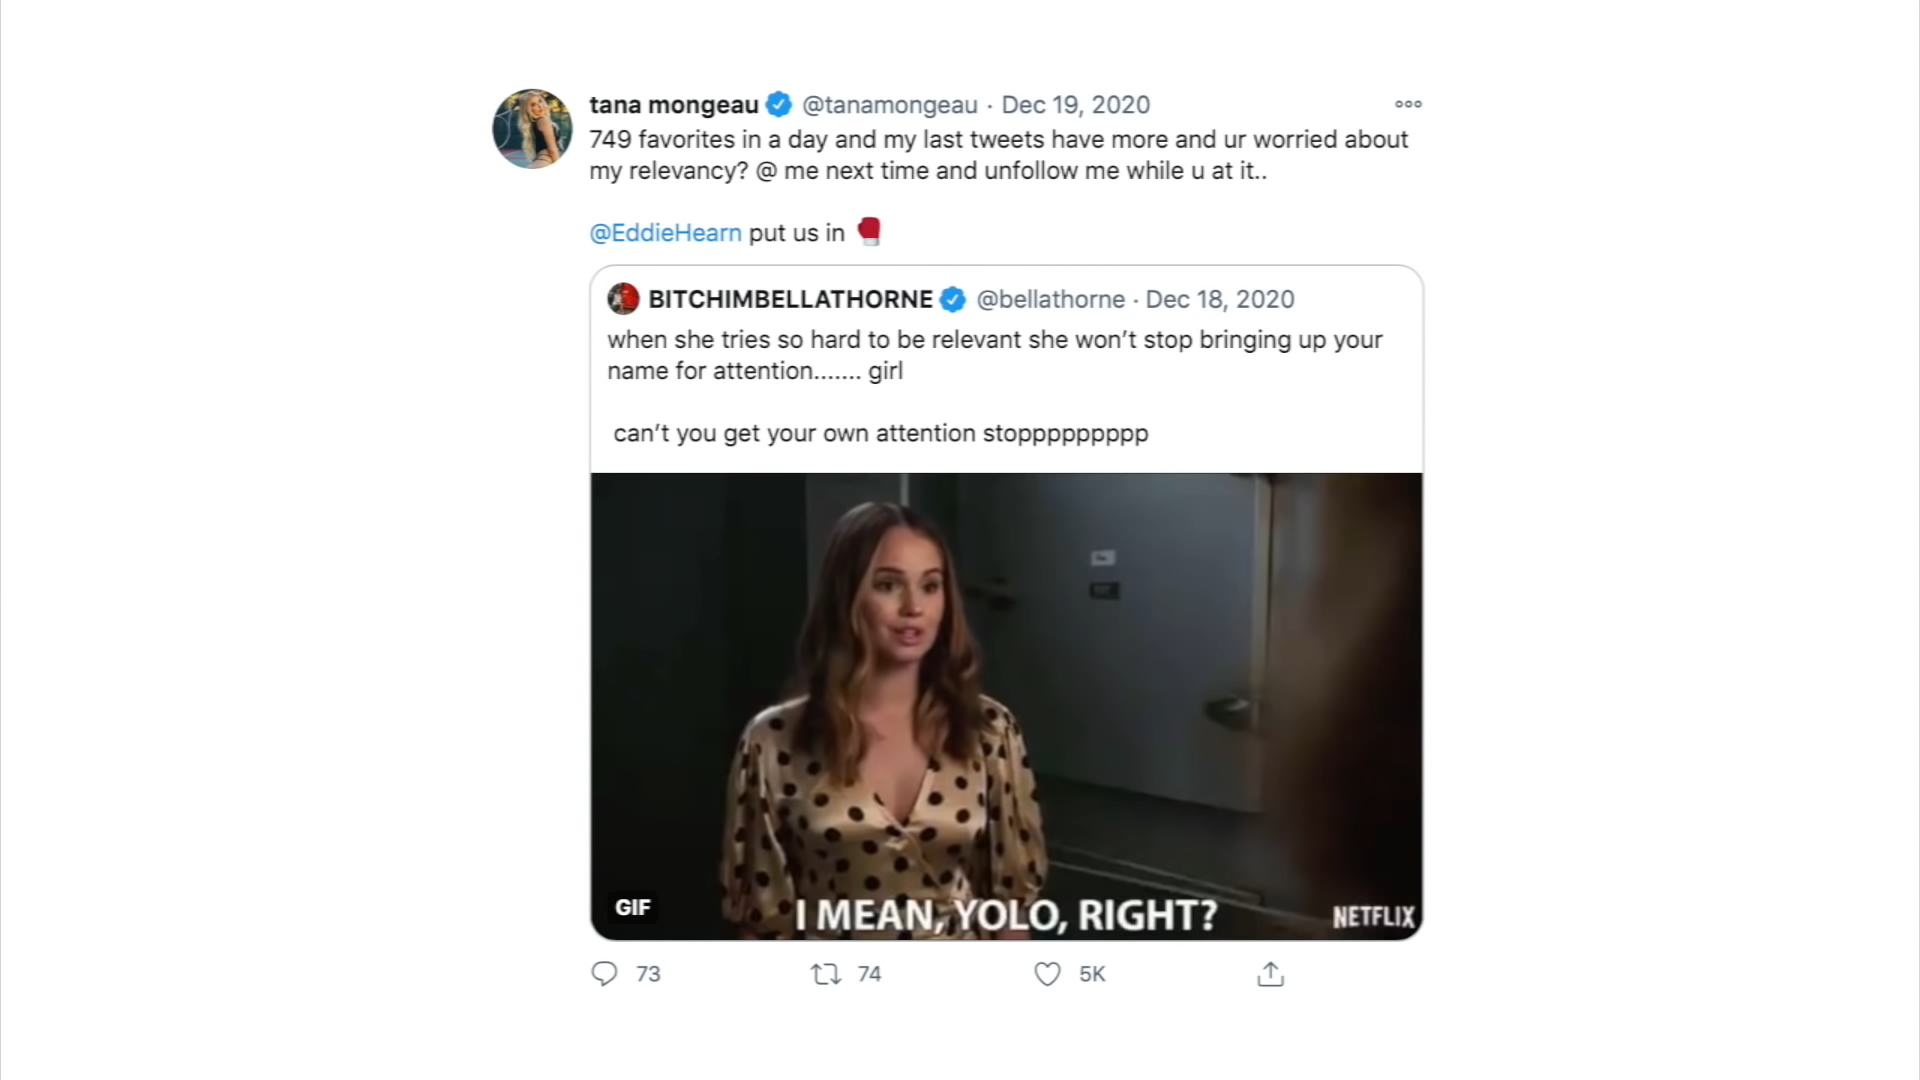 tana mongeau @tanamongeau · Dec 19, 2020
749 favorites in a day and my last tweets have more and ur worried about
my relevancy? @ me next time and unfollow me while u at it..
@EddieHearn put us in 🥊
BITCHIMBELLATHORNE @bellathorne · Dec 18, 2020
when she tries so hard to be relevant she won’t stop bringing up your
name for attention....... girl
can’t you get your own attention stoppppppppp
I MEAN, YOLO, RIGHT?
GIF
NETFLIX
73 74 5K